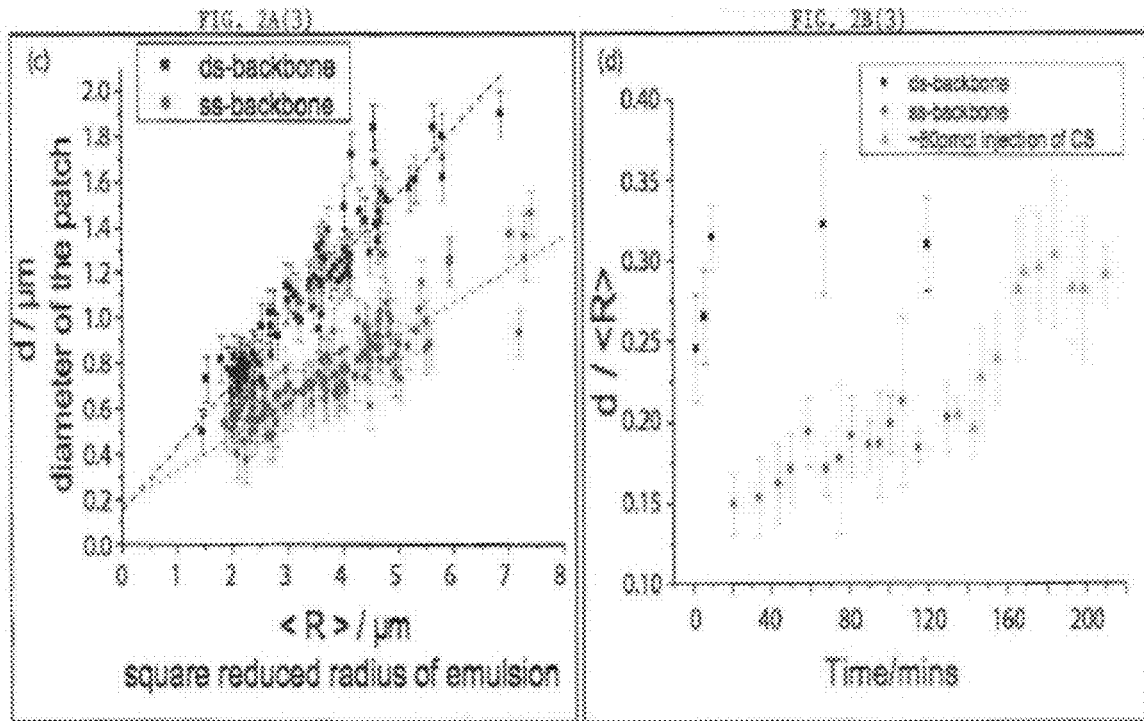 FIG. 2A(3)
FIG. 2B(3)
(c)
ds-backbone
ss-backbone
2.0
1.8
1.6
1.4
1.2
1.0
0.8
0.6
0.4
0.2
0.0
d / µm
diameter of the patch
0 1 2 3 4 5 6 7 8
< R > / µm
square reduced radius of emulsion
(d)
ds-backbone
ss-backbone
injection of CS
0.40
0.35
0.30
0.25
0.20
0.15
0.10
d / <R>
0 40 80 120 160 200
Time/mins